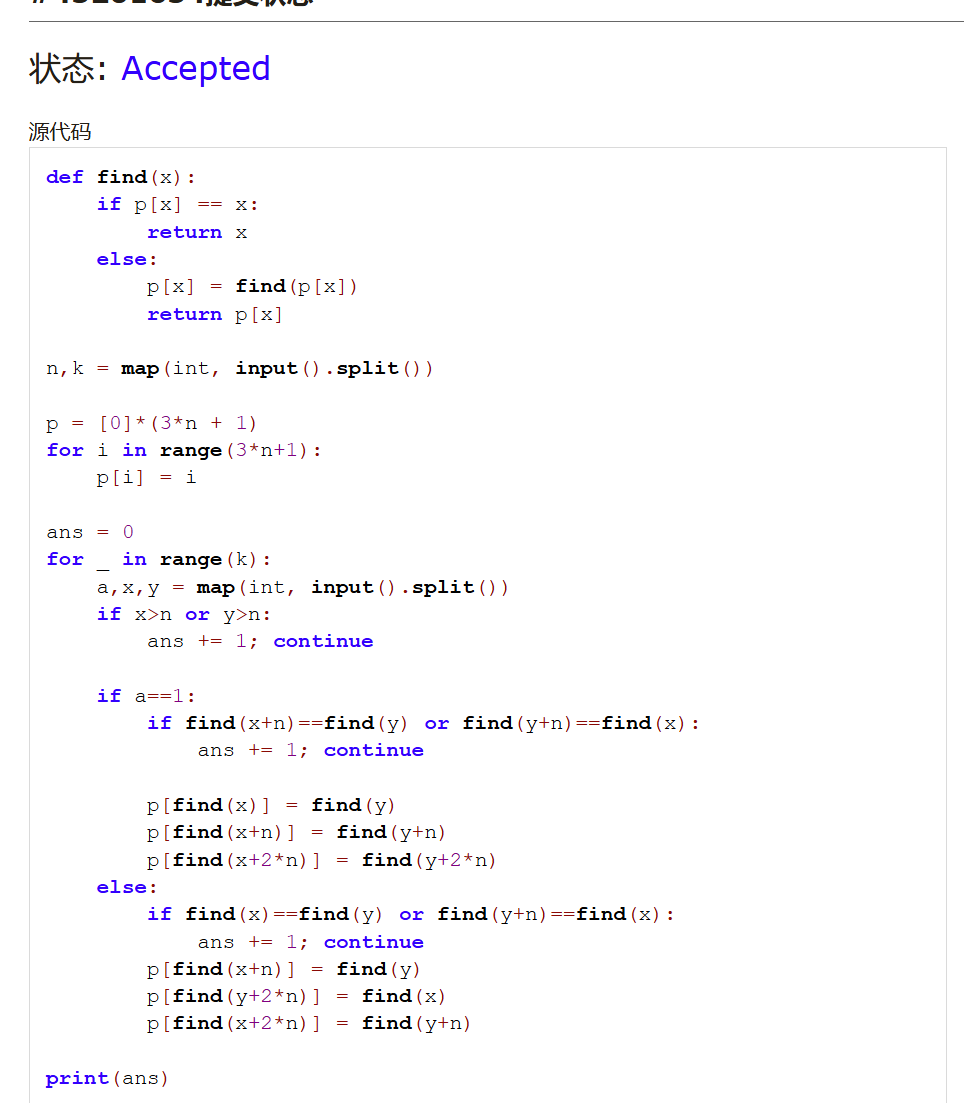 状态: Accepted
源代码
def find(x):
    if p[x] == x:
        return x
    else:
        p[x] = find(p[x])
        return p[x]

n,k = map(int, input().split())

p = [0]*(3*n + 1)
for i in range(3*n+1):
    p[i] = i

ans = 0
for _ in range(k):
    a,x,y = map(int, input().split())
    if x>n or y>n:
        ans += 1; continue

    if a==1:
        if find(x+n)==find(y) or find(y+n)==find(x):
            ans += 1; continue

        p[find(x)] = find(y)
        p[find(x+n)] = find(y+n)
        p[find(x+2*n)] = find(y+2*n)
    else:
        if find(x)==find(y) or find(y+n)==find(x):
            ans += 1; continue
        p[find(x+n)] = find(y)
        p[find(y+2*n)] = find(x)
        p[find(x+2*n)] = find(y+n)

print(ans)